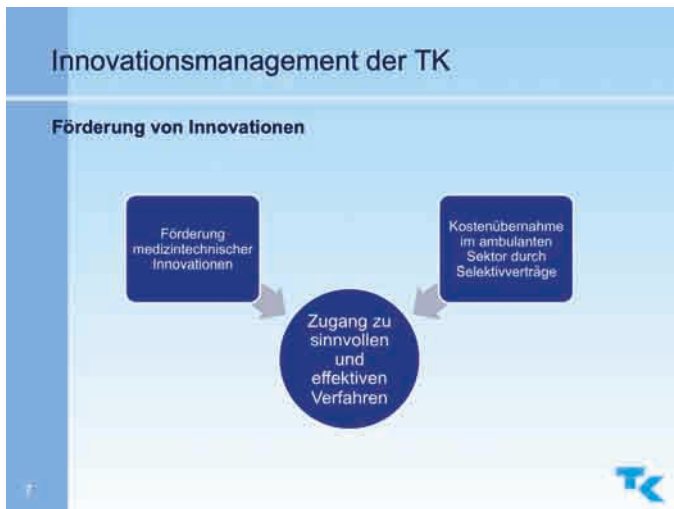 Innovationsmanagement der TK
Förderung von Innovationen
Förderung
medizintechnischer
Innovationen
Kostenübernahme
im ambulanten
Sektor durch
Selektivverträge
Zugang zu
sinnvollen
und
effektiven
Verfahren
TK